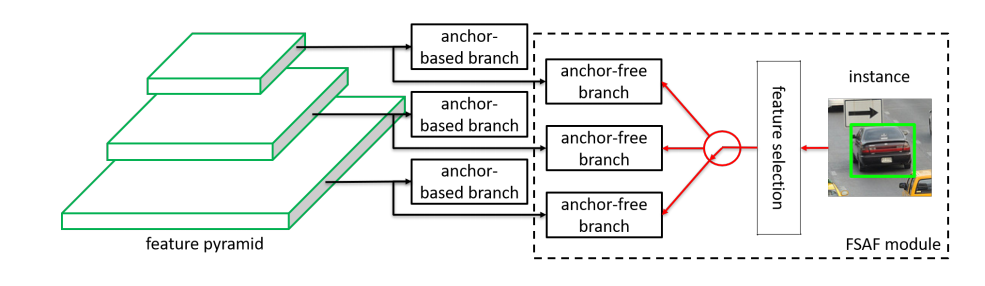 anchor-
based branch
anchor-free
branch
anchor-
based branch
anchor-free
branch
anchor-
based branch
anchor-free
branch
feature selection
instance
feature pyramid
FSAF module